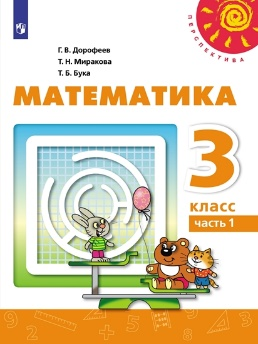 ПЕРСПЕКТИВА
Г. В. Дорофеев
Т. Н. Миракова
Т. Б. Бука
МАТЕМАТИКА
3
КЛАСС
ЧАСТЬ 1